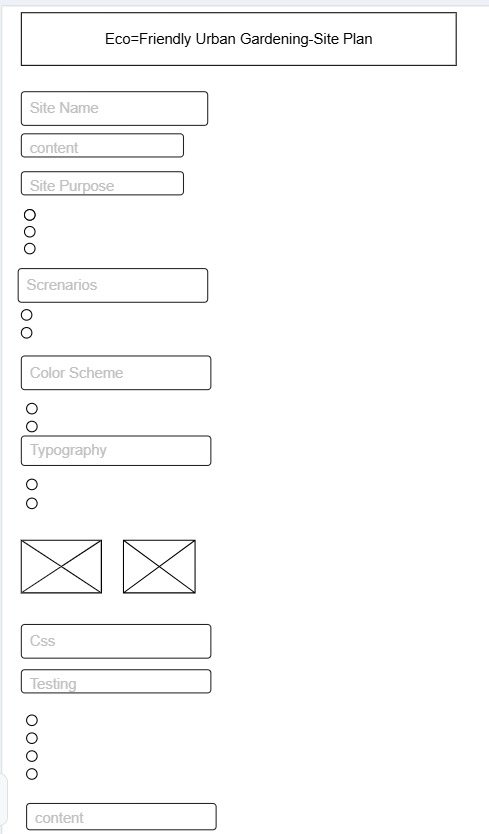 Eco=Friendly Urban Gardening-Site Plan
Site Name
content
Site Purpose
Screnarios
Color Scheme
Typography
Css
Testing
content